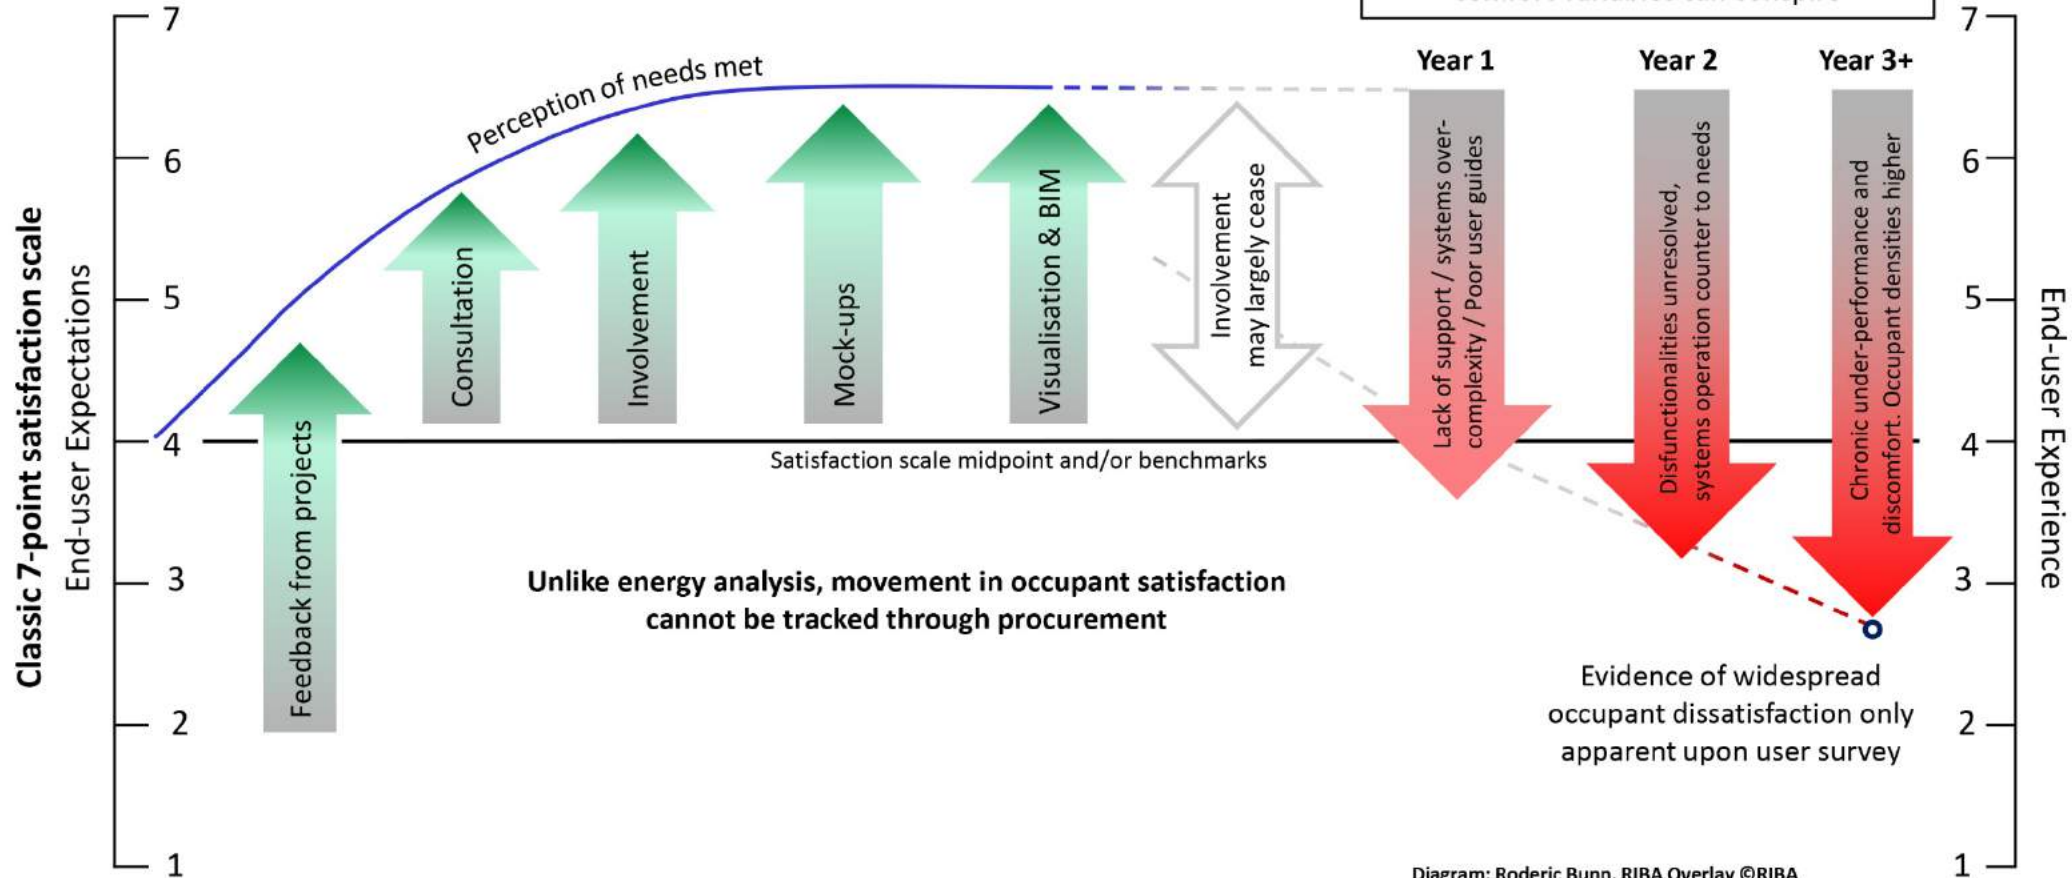 7
7
Year 1
Year 2
Year 3+
Perception of needs met
6
6
5
5
4
4
3
3
2
2
1
1
Classic 7-point satisfaction scale
End-user Expectations
Feedback from projects
Consultation
Involvement
Mock-ups
Visualisation & BIM
Involvement
may largely cease
Lack of support / systems over-
complexity / Poor user guides
Disfunctionalities unresolved,
systems operation counter to needs
Chronic under-performance and
discomfort. Occupant densities higher
End-user Experience
Satisfaction scale midpoint and/or benchmarks
Unlike energy analysis, movement in occupant satisfaction
cannot be tracked through procurement
Evidence of widespread
occupant dissatisfaction only
apparent upon user survey
Diagram: Roderic Bunn, RIBA Overlay ©RIBA